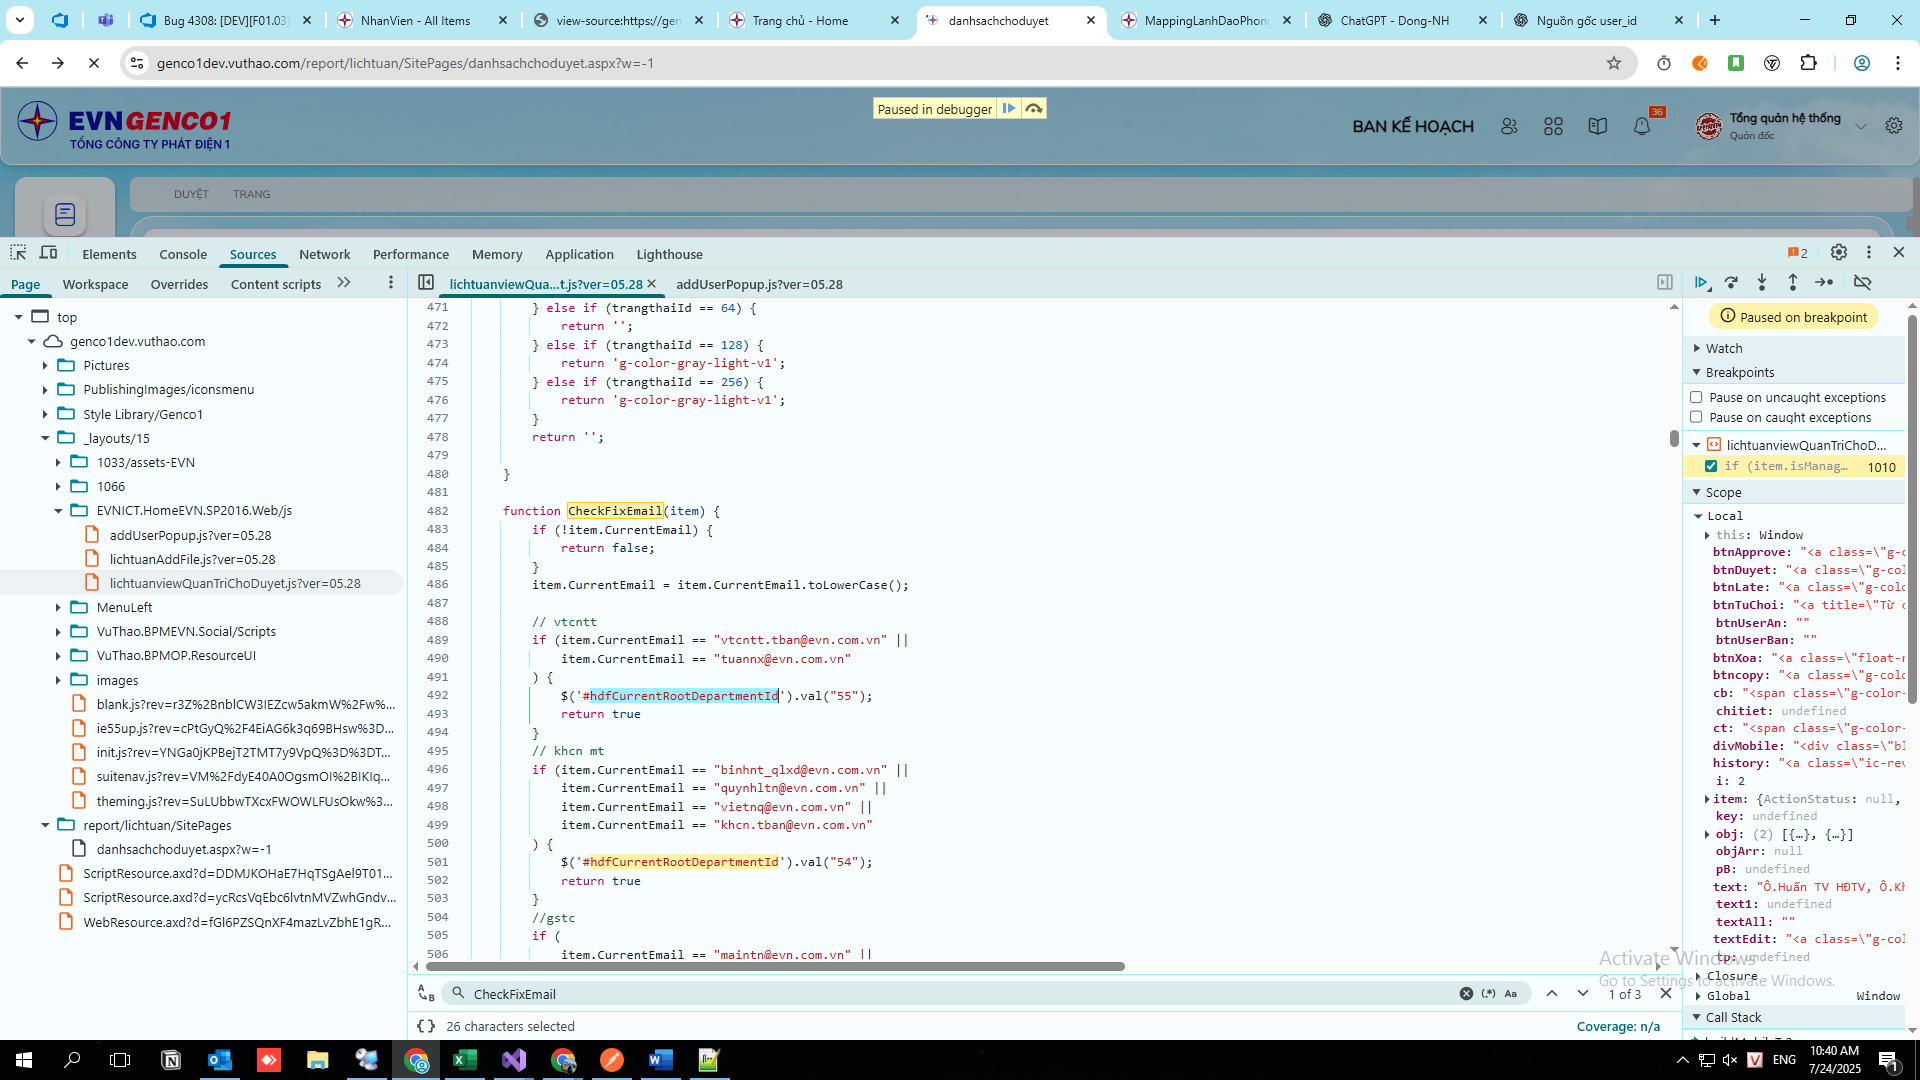 Bug 4308: [DEV][F01.03]
NhanVien - All Items
view-source:https://gen
Trang chủ - Home
danhsachchoduyet
MappingLanhDaoPhong
ChatGPT - Dong-NH
Nguồn gốc user_id
genco1dev.vuthao.com/report/lichtuan/SitePages/danhsachchoduyet.aspx?w=-1
Paused in debugger
EVNGENCO1
TỔNG CÔNG TY PHÁT ĐIỆN 1
BAN KẾ HOẠCH
36
Tổng quản hệ thống
Quản đốc
DUYỆT TRANG
Elements Console Sources Network Performance Memory Application Lighthouse
2
Page Workspace Overrides Content scripts
lichtuanviewQua...t.js?ver=05.28
addUserPopup.js?ver=05.28
top
genco1dev.vuthao.com
Pictures
PublishingImages/iconsmenu
Style Library/Genco1
_layouts/15
1033/assets-EVN
1066
EVNICT.HomeEVN.SP2016.Web/js
addUserPopup.js?ver=05.28
lichtuanAddFile.js?ver=05.28
lichtuanviewQuanTriChoDuyet.js?ver=05.28
MenuLeft
VuThao.BPMEVN.Social/Scripts
VuThao.BPMOP.ResourceUI
images
blank.js?rev=r3Z%2BnblCW3IEZcw5akmW%2Fw%...
ie55up.js?rev=cPtGyQ%2F4EiAG6k3q69BHsw%3D...
init.js?rev=YNGa0jKPBejT2TMT7y9VpQ%3D%3DT...
suitenav.js?rev=VM%2FdyE40A0OgsmOI%2BIKIq...
theming.js?rev=SuLUbbwTXcxFWOWLFUsOkw%3...
report/lichtuan/SitePages
danhsachchoduyet.aspx?w=-1
ScriptResource.axd?d=DDMJKOHaE7HqTSgAel9T01...
ScriptResource.axd?d=ycRcsVqEbc6lvtnMVZwhGndv...
WebResource.axd?d=fGl6PZSQnXF4mazLvZbhE1gR...
471 } else if (trangthaiId == 64) {
472 return '';
473 } else if (trangthaiId == 128) {
474 return 'g-color-gray-light-v1';
475 } else if (trangthaiId == 256) {
476 return 'g-color-gray-light-v1';
477 }
478 return '';
479
480 }
481
482 function CheckFixEmail(item) {
483 if (!item.CurrentEmail) {
484 return false;
485 }
486 item.CurrentEmail = item.CurrentEmail.toLowerCase();
487
488 // vtcntt
489 if (item.CurrentEmail == "vtcntt.tban@evn.com.vn" ||
490 item.CurrentEmail == "tuannx@evn.com.vn"
491 ) {
492 $('#hdfCurrentRootDepartmentId').val("55");
493 return true
494 }
495 // khcn mt
496 if (item.CurrentEmail == "binhnt_qlxd@evn.com.vn" ||
497 item.CurrentEmail == "quynhltn@evn.com.vn" ||
498 item.CurrentEmail == "vietnq@evn.com.vn" ||
499 item.CurrentEmail == "khcn.tban@evn.com.vn"
500 ) {
501 $('#hdfCurrentRootDepartmentId').val("54");
502 return true
503 }
504 //gstc
505 if (
506 item.CurrentEmail == "maintn@evn.com.vn" ||
CheckFixEmail
1 of 3
{} 26 characters selected
Coverage: n/a
Paused on breakpoint
Watch
Breakpoints
Pause on uncaught exceptions
Pause on caught exceptions
lichtuanviewQuanTriChoD...
if (item.isManag... 1010
Scope
Local
this: Window
btnApprove: "<a class=\"g-c
btnDuyet: "<a class=\"g-col
btnLate: "<a class=\"g-colo
btnTuChoi: "<a title=\"Từ c
btnUserAn: ""
btnUserBan: ""
btnXoa: "<a class=\"float-r
btncopy: "<a class=\"g-colo
cb: "<span class=\"g-color-
chitiet: undefined
ct: "<span class=\"g-color-
divMobile: "<div class=\"bl
history: "<a class=\"ic-rev
i: 2
item: {ActionStatus: null,
key: undefined
obj: (2) [{…}, {…}]
objArr: null
pB: undefined
text: "Ô.Huấn TV HĐTV, Ô.Kh
text1: undefined
textAll: ""
textEdit: "<a class=\"g-col
tp: undefined
Closure
Global Window
Call Stack
Activate Windows
Go to Settings to activate Windows.
ENG
10:40 AM
7/24/2025
1